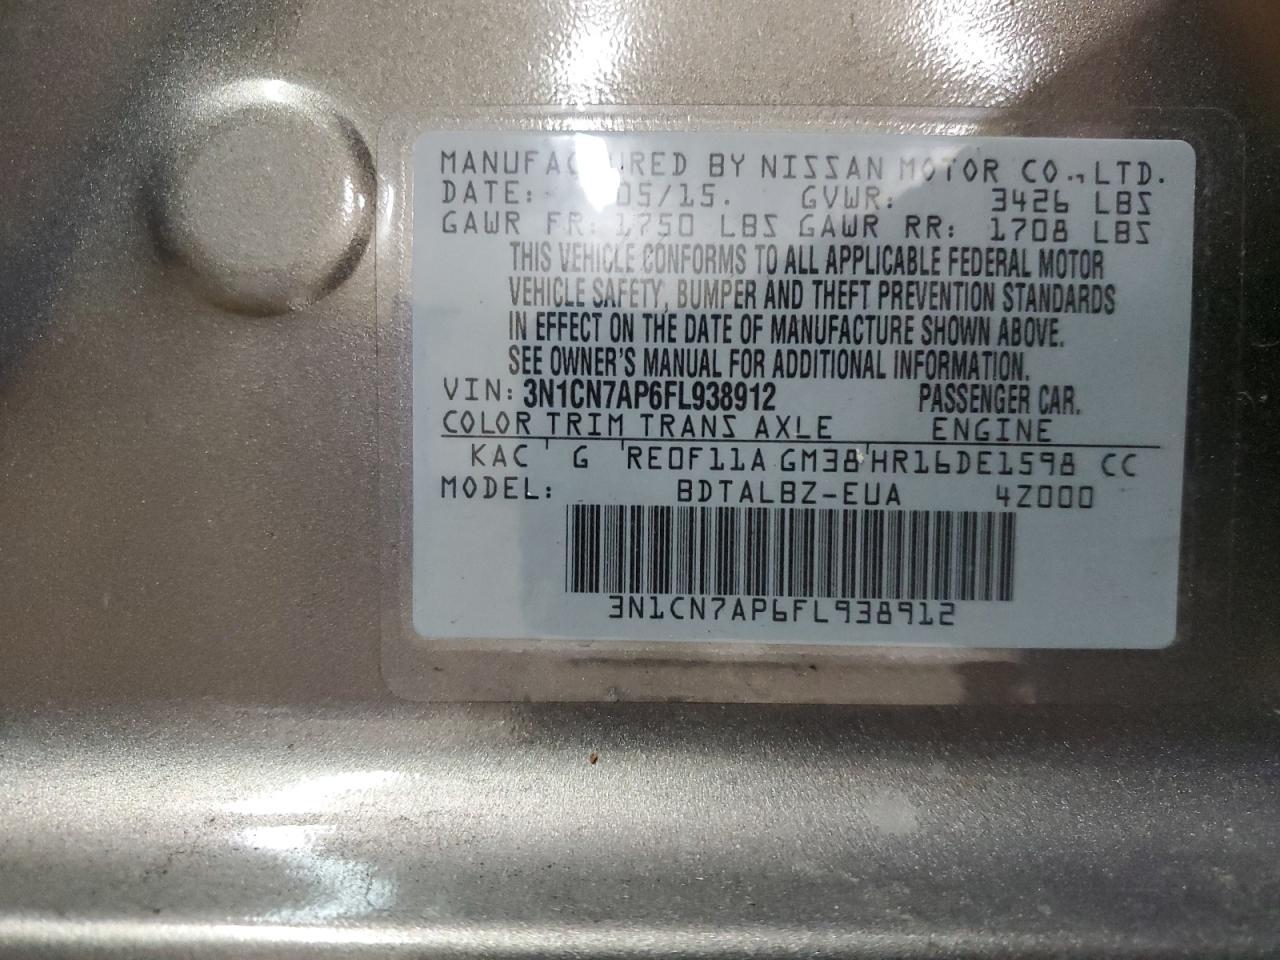 MANUFACTURED BY NISSAN MOTOR CO., LTD.
DATE: 05/15. GVWR: 3426 LBS
GAWR FR: 1750 LBS GAWR RR: 1708 LBS
THIS VEHICLE CONFORMS TO ALL APPLICABLE FEDERAL MOTOR
VEHICLE SAFETY, BUMPER AND THEFT PREVENTION STANDARDS
IN EFFECT ON THE DATE OF MANUFACTURE SHOWN ABOVE.
SEE OWNER'S MANUAL FOR ADDITIONAL INFORMATION.
VIN: 3N1CN7AP6FL938912 PASSENGER CAR.
COLOR TRIM TRANS AXLE ENGINE
KAC G RE0F11A GM38 HR16DE1598 CC
MODEL: BDTALBZ-EUA 4Z000
3N1CN7AP6FL938912